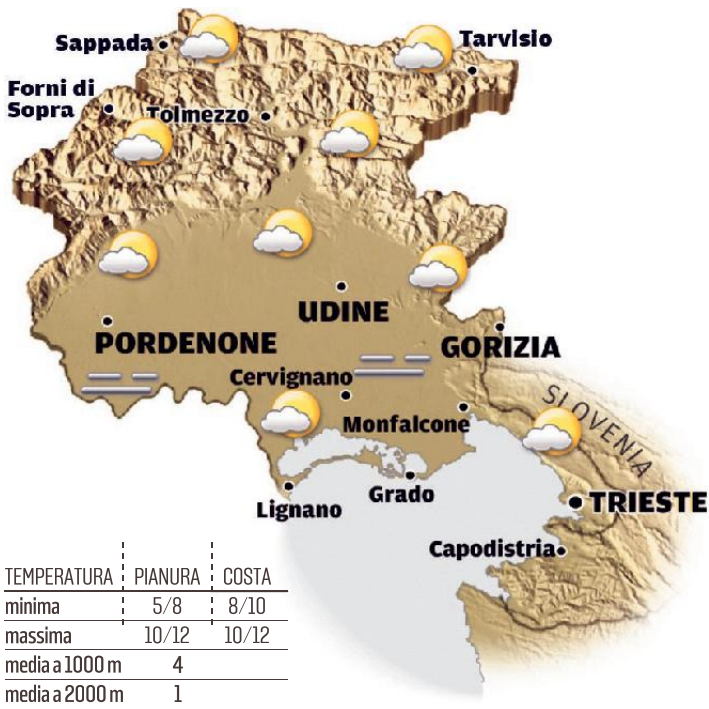 Sappada
Tarvisio
Forni di
Sopra
Tolmezzo
UDINE
PORDENONE
GORIZIA
Cervignano
SLOVENIA
Monfalcone
Grado
Lignano
TRIESTE
Capodistria
TEMPERATURA PIANURA COSTA
minima 5/8 8/10
massima 10/12 10/12
media a 1000 m 4
media a 2000 m 1